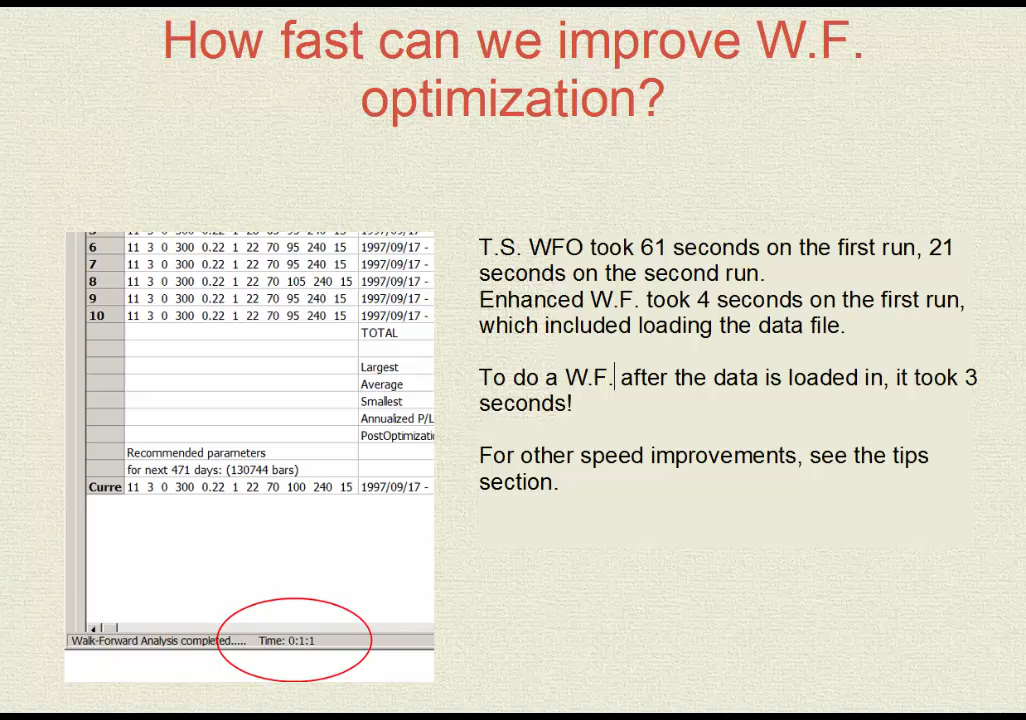 How fast can we improve W.F.
optimization?
6 11 3 0 300 0.22 1 22 70 95 240 15 1997/09/17 -
7 11 3 0 300 0.22 1 22 70 95 240 15 1997/09/17 -
8 11 3 0 300 0.22 1 22 70 105 240 15 1997/09/17 -
9 11 3 0 300 0.22 1 22 70 95 240 15 1997/09/17 -
10 11 3 0 300 0.22 1 22 70 95 240 15 1997/09/17 -
TOTAL
Largest
Average
Smallest
Annualized P/L
PostOptimizati
Recommended parameters
for next 471 days: (130744 bars)
Curre 11 3 0 300 0.22 1 22 70 100 240 15 1997/09/17 -
Walk-Forward Analysis completed..... Time: 0:1:1
T.S. WFO took 61 seconds on the first run, 21
seconds on the second run.
Enhanced W.F. took 4 seconds on the first run,
which included loading the data file.
To do a W.F. after the data is loaded in, it took 3
seconds!
For other speed improvements, see the tips
section.